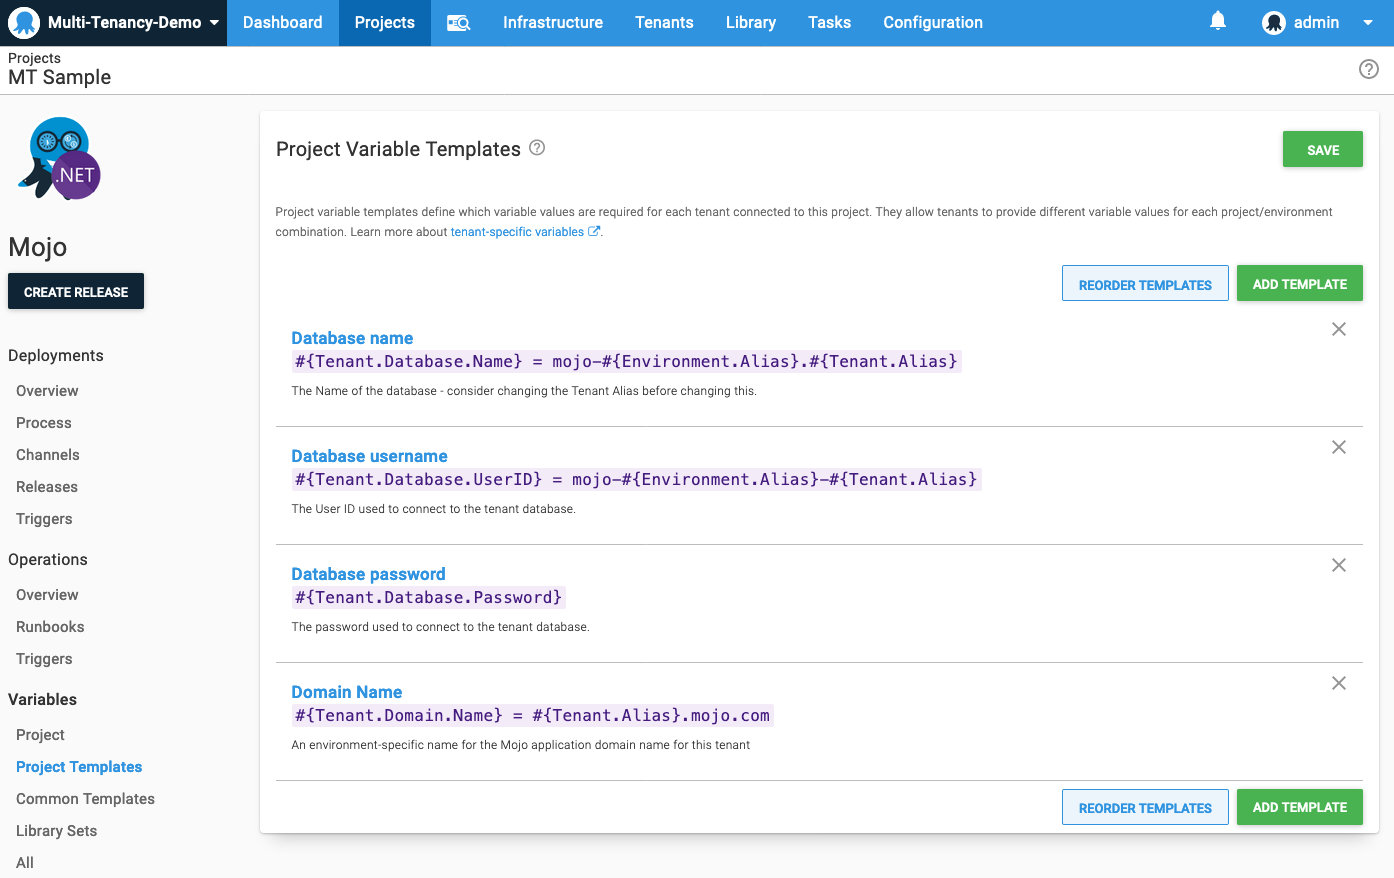 Multi-Tenancy-Demo
Dashboard
Projects
Infrastructure
Tenants
Library
Tasks
Configuration
admin
Projects
MT Sample
.NET
Mojo
CREATE RELEASE
Deployments
Overview
Process
Channels
Releases
Triggers
Operations
Overview
Runbooks
Triggers
Variables
Project
Project Templates
Common Templates
Library Sets
All
Project Variable Templates
SAVE
Project variable templates define which variable values are required for each tenant connected to this project. They allow tenants to provide different variable values for each project/environment
combination. Learn more about tenant-specific variables.
REORDER TEMPLATES
ADD TEMPLATE
Database name
#{Tenant.Database.Name} = mojo-#{Environment.Alias}.#{Tenant.Alias}
The Name of the database - consider changing the Tenant Alias before changing this.
Database username
#{Tenant.Database.UserID} = mojo-#{Environment.Alias}-#{Tenant.Alias}
The User ID used to connect to the tenant database.
Database password
#{Tenant.Database.Password}
The password used to connect to the tenant database.
Domain Name
#{Tenant.Domain.Name} = #{Tenant.Alias}.mojo.com
An environment-specific name for the Mojo application domain name for this tenant
REORDER TEMPLATES
ADD TEMPLATE